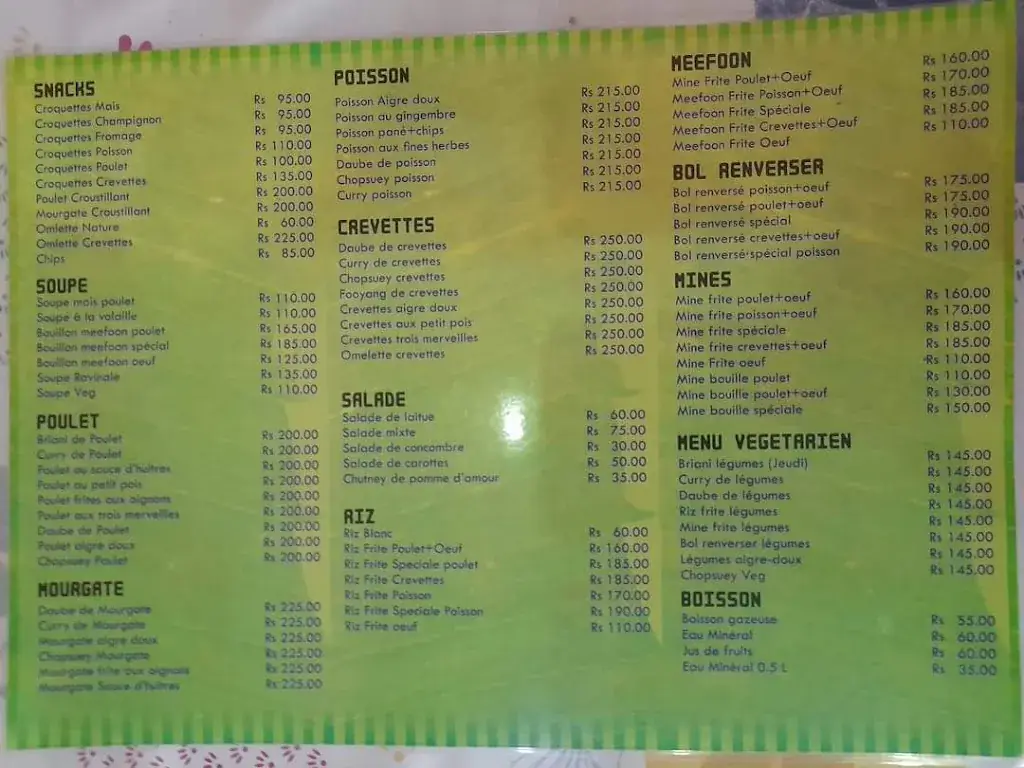 SNACKS
Croquettes Mais Rs 95.00
Croquettes Champignon Rs 95.00
Croquettes Fromage Rs 95.00
Croquettes Poisson Rs 110.00
Croquettes Poulet Rs 100.00
Croquettes Crevettes Rs 135.00
Poulet Croustillant Rs 200.00
Mourgate Croustillant Rs 200.00
Omlette Nature Rs 60.00
Omlette Crevettes Rs 225.00
Chips Rs 85.00
SOUPE
Soupe mais poulet Rs 110.00
Soupe à la volaille Rs 110.00
Bouillon meefoon poulet Rs 165.00
Bouillon meefoon spécial Rs 185.00
Bouillon meefoon oeuf Rs 125.00
Soupe Ravinale Rs 135.00
Soupe Veg Rs 110.00
POULET
Briani de Poulet Rs 200.00
Curry de Poulet Rs 200.00
Poulet au sauce d'huitres Rs 200.00
Poulet au petit pois Rs 200.00
Poulet frites aux oignons Rs 200.00
Poulet aux trois merveilles Rs 200.00
Daube de Poulet Rs 200.00
Poulet aigre doux Rs 200.00
Chopsuey Poulet Rs 200.00
MOURGATE
Daube de Mourgate Rs 225.00
Curry de Mourgate Rs 225.00
Mourgate aigre doux Rs 225.00
Chopsuey Mourgate Rs 225.00
Mourgate frite aux oignons Rs 225.00
Mourgate Sauce d'huitres Rs 225.00
POISSON
Poisson Aigre doux Rs 215.00
Poisson au gingembre Rs 215.00
Poisson pané+chips Rs 215.00
Poisson aux fines herbes Rs 215.00
Daube de poisson Rs 215.00
Chopsuey poisson Rs 215.00
Curry poisson Rs 215.00
CREVETTES
Daube de crevettes Rs 250.00
Curry de crevettes Rs 250.00
Chopsuey crevettes Rs 250.00
Fooyang de crevettes Rs 250.00
Crevettes aigre doux Rs 250.00
Crevettes aux petit pois Rs 250.00
Crevettes trois merveilles Rs 250.00
Omelette crevettes Rs 250.00
SALADE
Salade de laitue Rs 60.00
Salade mixte Rs 75.00
Salade de concombre Rs 30.00
Salade de carottes Rs 50.00
Chutney de pomme d'amour Rs 35.00
RIZ
Riz Blanc Rs 60.00
Riz Frite Poulet+Oeuf Rs 160.00
Riz Frite Speciale poulet Rs 185.00
Riz Frite Crevettes Rs 185.00
Riz Frite Poisson Rs 170.00
Riz Frite Speciale Poisson Rs 190.00
Riz Frite oeuf Rs 110.00
MEEFOON
Mine Frite Poulet+Oeuf Rs 160.00
Meefoon Frite Poisson+Oeuf Rs 170.00
Meefoon Frite Spéciale Rs 185.00
Meefoon Frite Crevettes+Oeuf Rs 185.00
Meefoon Frite Oeuf Rs 110.00
BOL RENVERSER
Bol renversé poisson+oeuf Rs 175.00
Bol renversé poulet+oeuf Rs 175.00
Bol renversé spécial Rs 190.00
Bol renversé crevettes+oeuf Rs 190.00
Bol renversé spécial poisson Rs 190.00
MINES
Mine frite poulet+oeuf Rs 160.00
Mine frite poisson+oeuf Rs 170.00
Mine frite spéciale Rs 185.00
Mine frite crevettes+oeuf Rs 185.00
Mine Frite oeuf Rs 110.00
Mine bouille poulet Rs 110.00
Mine bouille poulet+oeuf Rs 130.00
Mine bouille spéciale Rs 150.00
MENU VEGETARIEN
Briani légumes (Jeudi) Rs 145.00
Curry de légumes Rs 145.00
Daube de légumes Rs 145.00
Riz frite légumes Rs 145.00
Mine frite légumes Rs 145.00
Bol renverser légumes Rs 145.00
Légumes aigre-doux Rs 145.00
Chopsuey Veg Rs 145.00
BOISSON
Boisson gazeuse Rs 55.00
Eau Minéral Rs 60.00
Jus de fruits Rs 60.00
Eau Minéral 0.5 L Rs 35.00